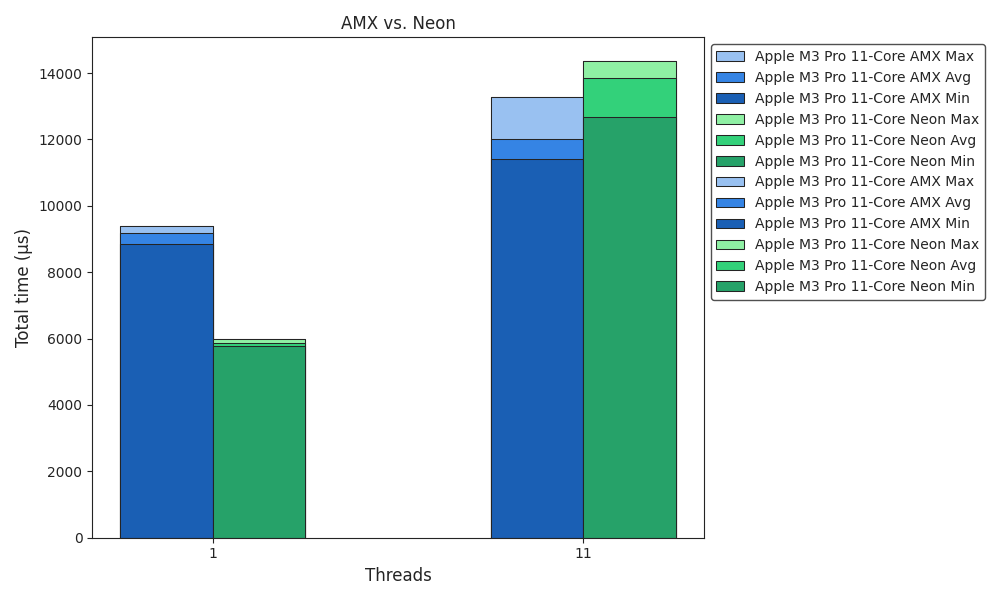 AMX vs. Neon
Total time (µs)
14000
12000
10000
8000
6000
4000
2000
0
1
11
Threads
Apple M3 Pro 11-Core AMX Max
Apple M3 Pro 11-Core AMX Avg
Apple M3 Pro 11-Core AMX Min
Apple M3 Pro 11-Core Neon Max
Apple M3 Pro 11-Core Neon Avg
Apple M3 Pro 11-Core Neon Min
Apple M3 Pro 11-Core AMX Max
Apple M3 Pro 11-Core AMX Avg
Apple M3 Pro 11-Core AMX Min
Apple M3 Pro 11-Core Neon Max
Apple M3 Pro 11-Core Neon Avg
Apple M3 Pro 11-Core Neon Min